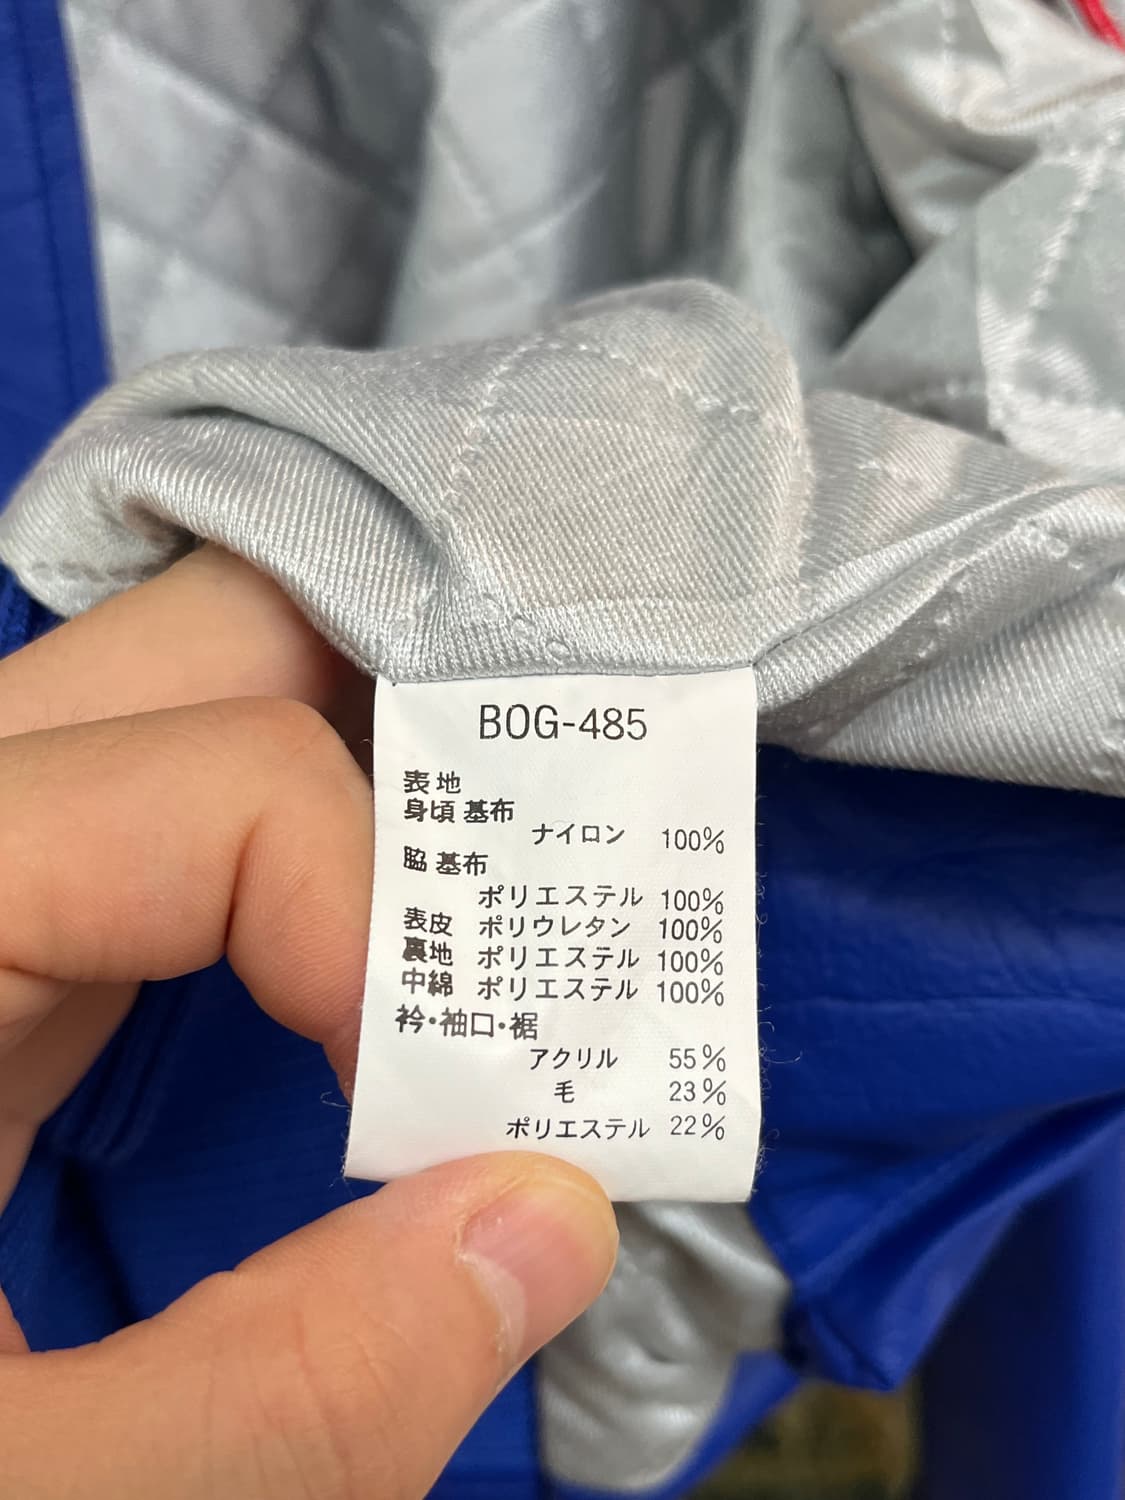 BOG-485
表地
身頃 基布
ナイロン 100%
脇 基布
ポリエステル 100%
表皮 ポリウレタン 100%
裏地 ポリエステル 100%
中綿 ポリエステル 100%
衿・袖口・裾
アクリル 55%
毛 23%
ポリエステル 22%